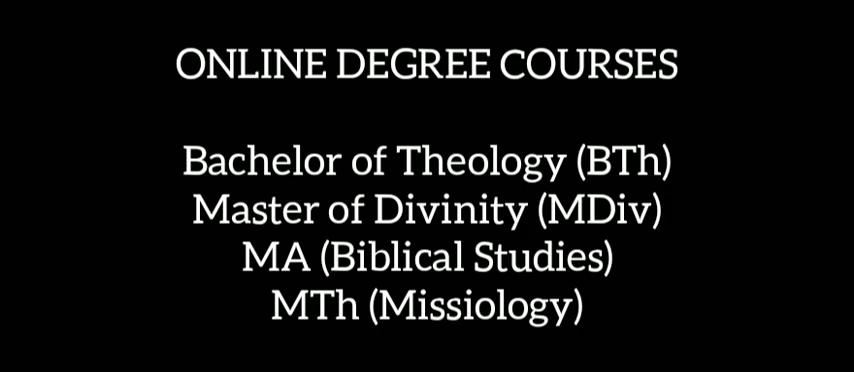 ONLINE DEGREE COURSES
Bachelor of Theology (BTh)
Master of Divinity (MDiv)
MA (Biblical Studies)
MTh (Missiology)